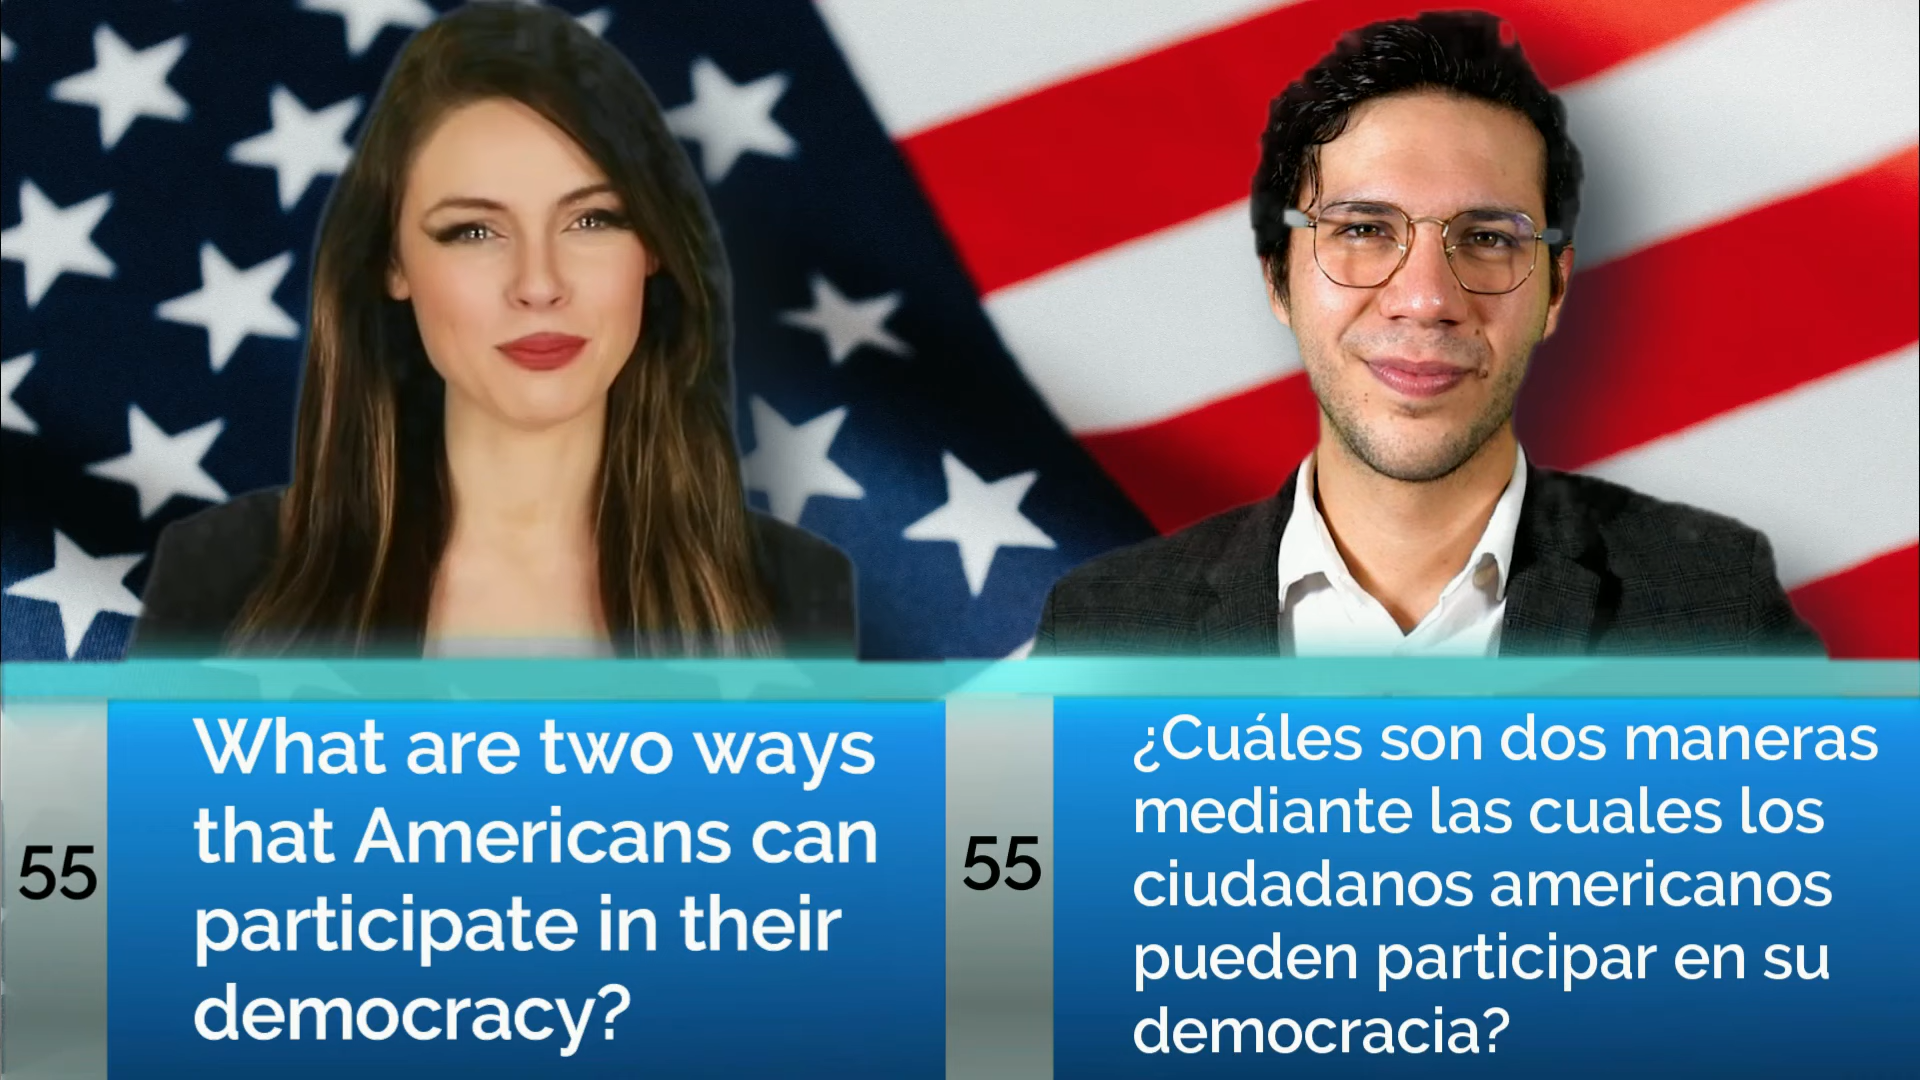 55
What are two ways
that Americans can
participate in their
democracy?
55
¿Cuáles son dos maneras
mediante las cuales los
ciudadanos americanos
pueden participar en su
democracia?